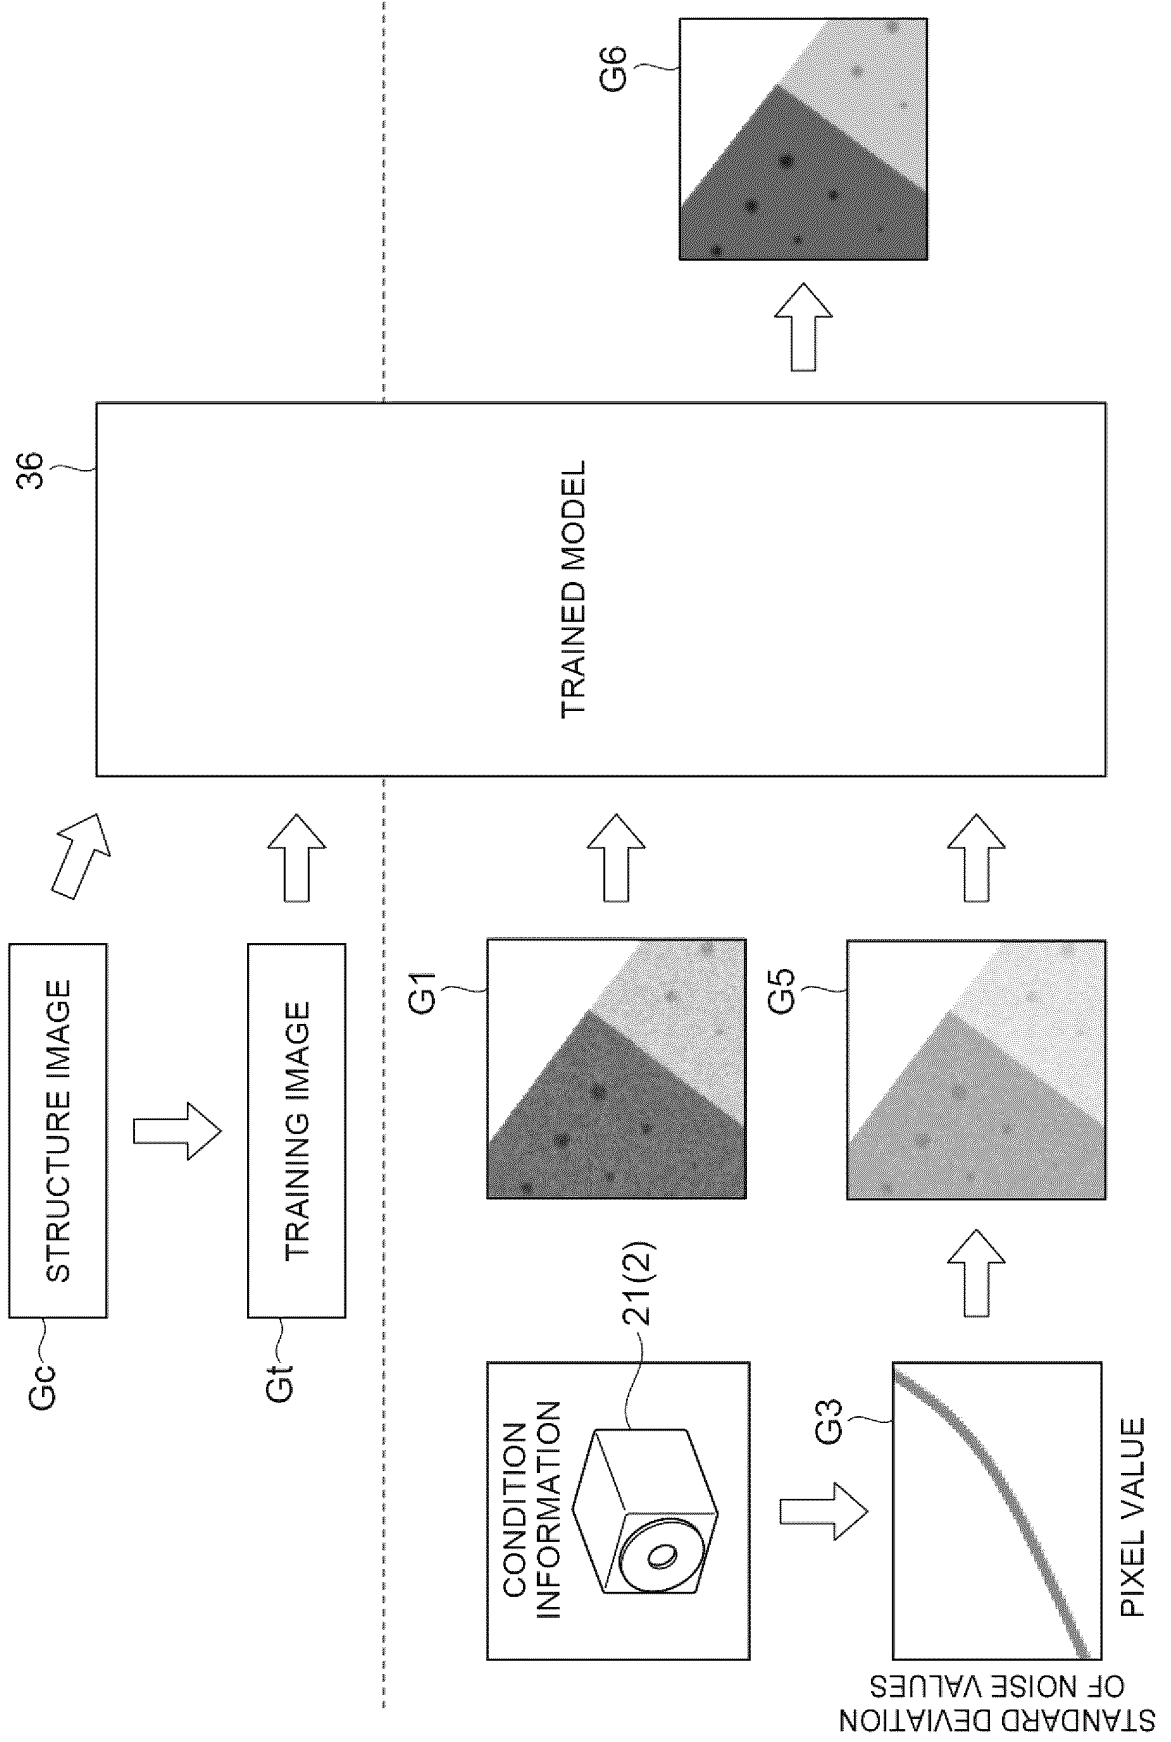 Gc
STRUCTURE IMAGE
Gt
TRAINING IMAGE
36
TRAINED MODEL
CONDITION
INFORMATION
21(2)
G1
G3
STANDARD DEVIATION
OF NOISE VALUES
PIXEL VALUE
G5
G6